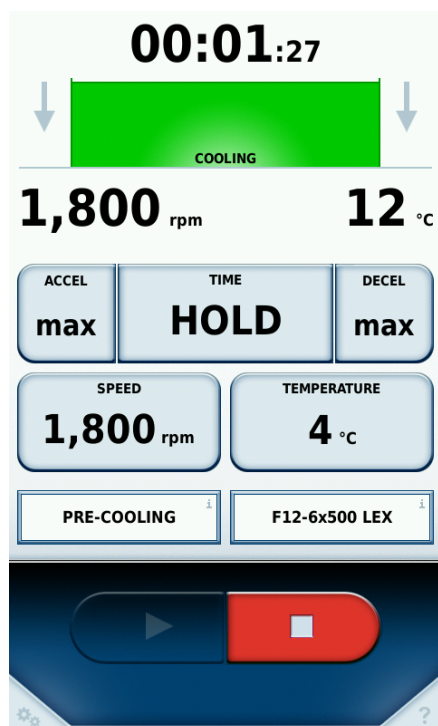 00:01:27
COOLING
1,800 rpm 12 °C
ACCEL TIME DECEL
max HOLD max
SPEED TEMPERATURE
1,800 rpm 4 °C
i i
PRE-COOLING F12-6x500 LEX
?